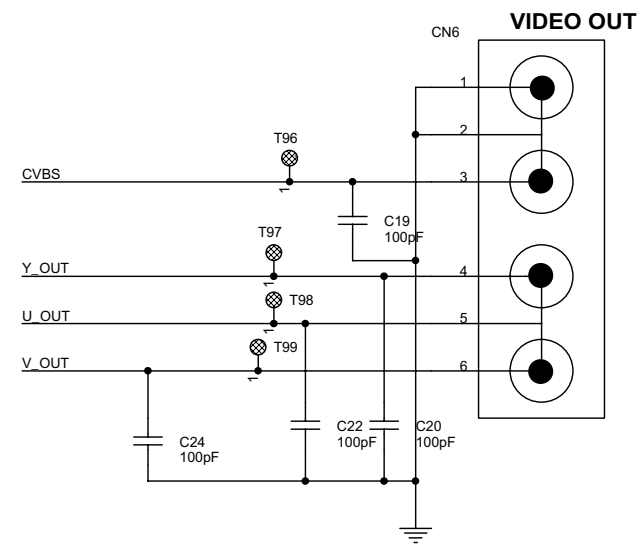 VIDEO OUT
CN6
1
2
T96
CVBS
3
1
C19
100pF
T97
Y_OUT
4
1
T98
U_OUT
5
1
T99
V_OUT
6
1
C24
100pF
C22
100pF
C20
100pF